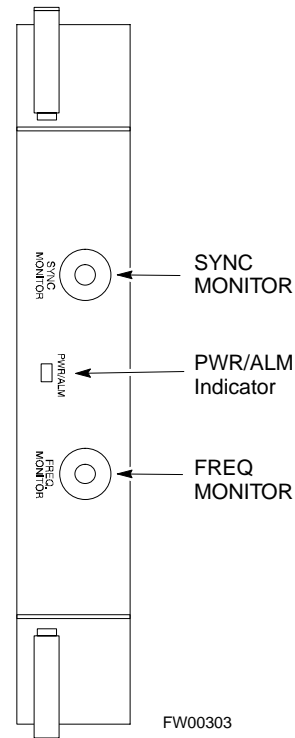 SYNC
MONITOR
SYNC
MONITOR
PWR/ALM
PWR/ALM
Indicator
FREQ.
MONITOR
FREQ
MONITOR
FW00303